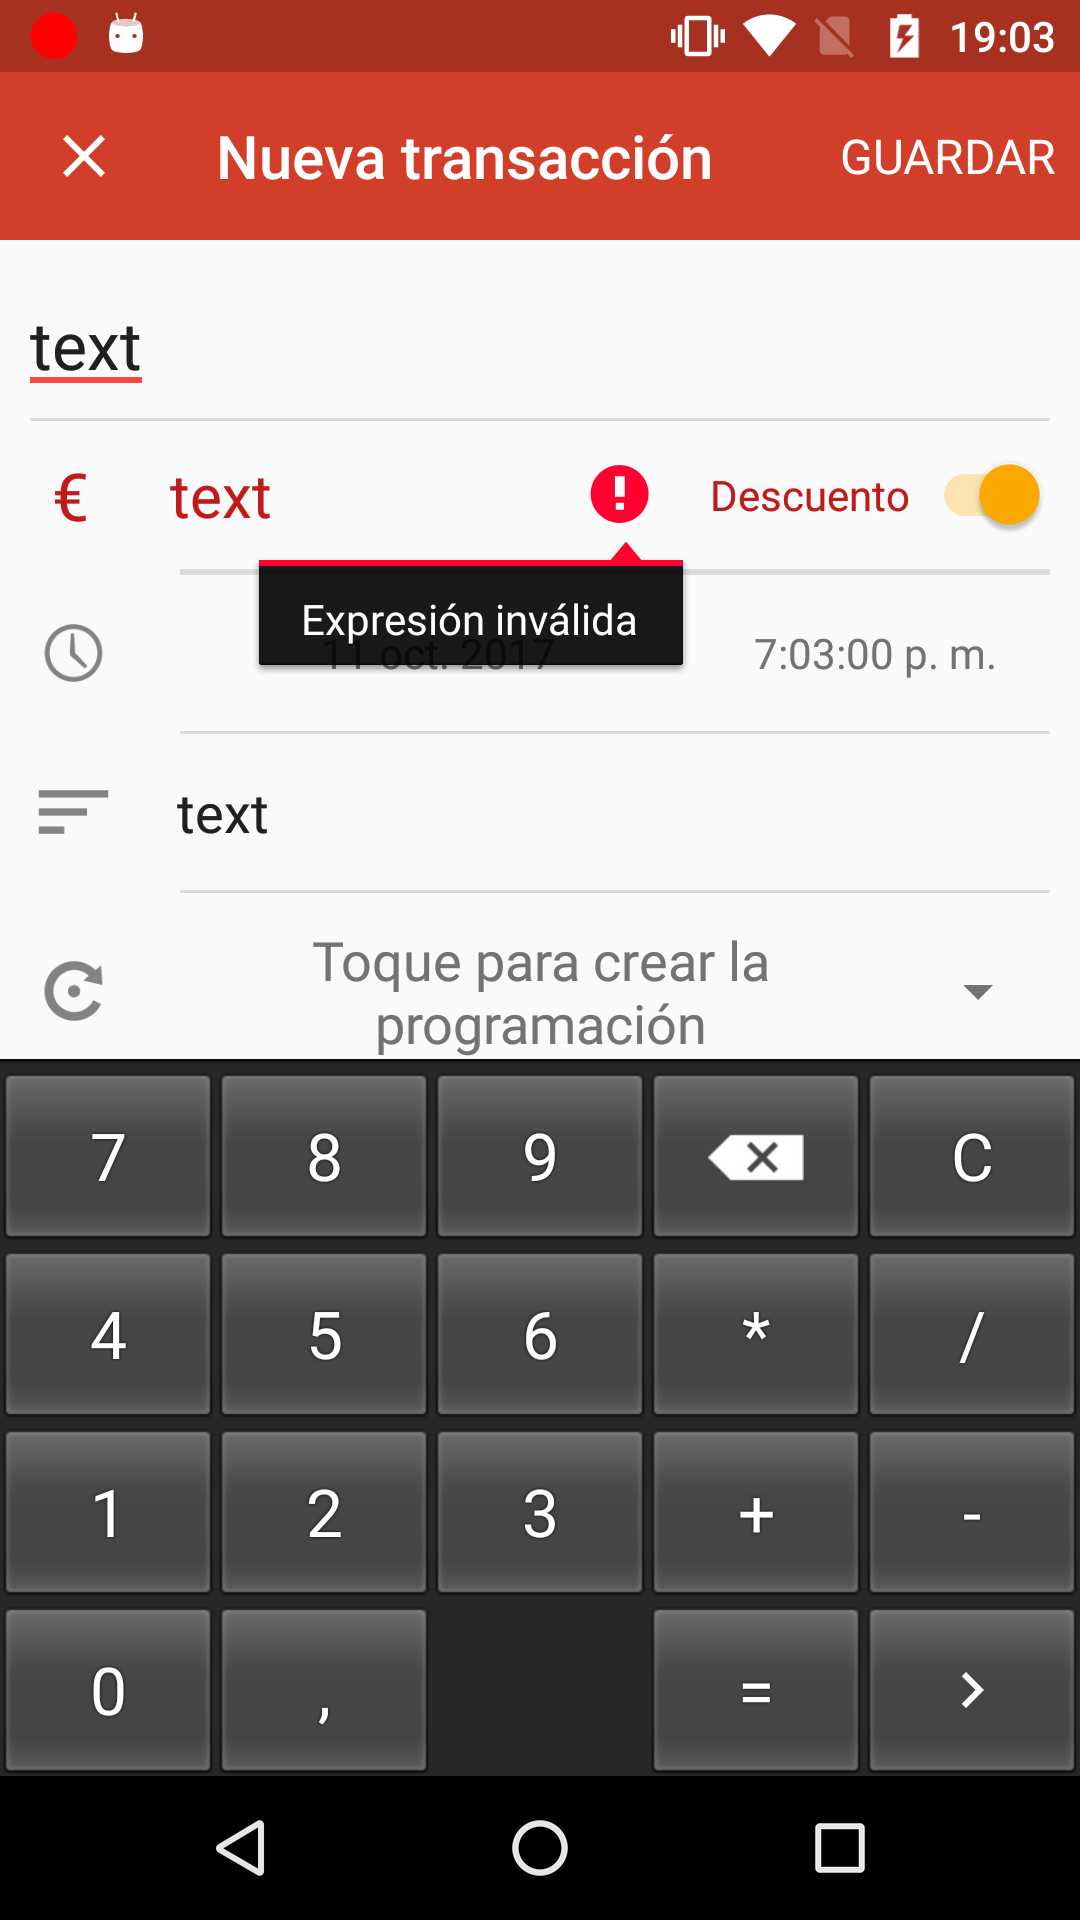 19:03
Nueva transacción GUARDAR
text
€ text Descuento
Expresión inválida
11 oct. 2017 7:03:00 p. m.
text
Toque para crear la
programación
7 8 9 C
4 5 6 * /
1 2 3 + -
0 , =